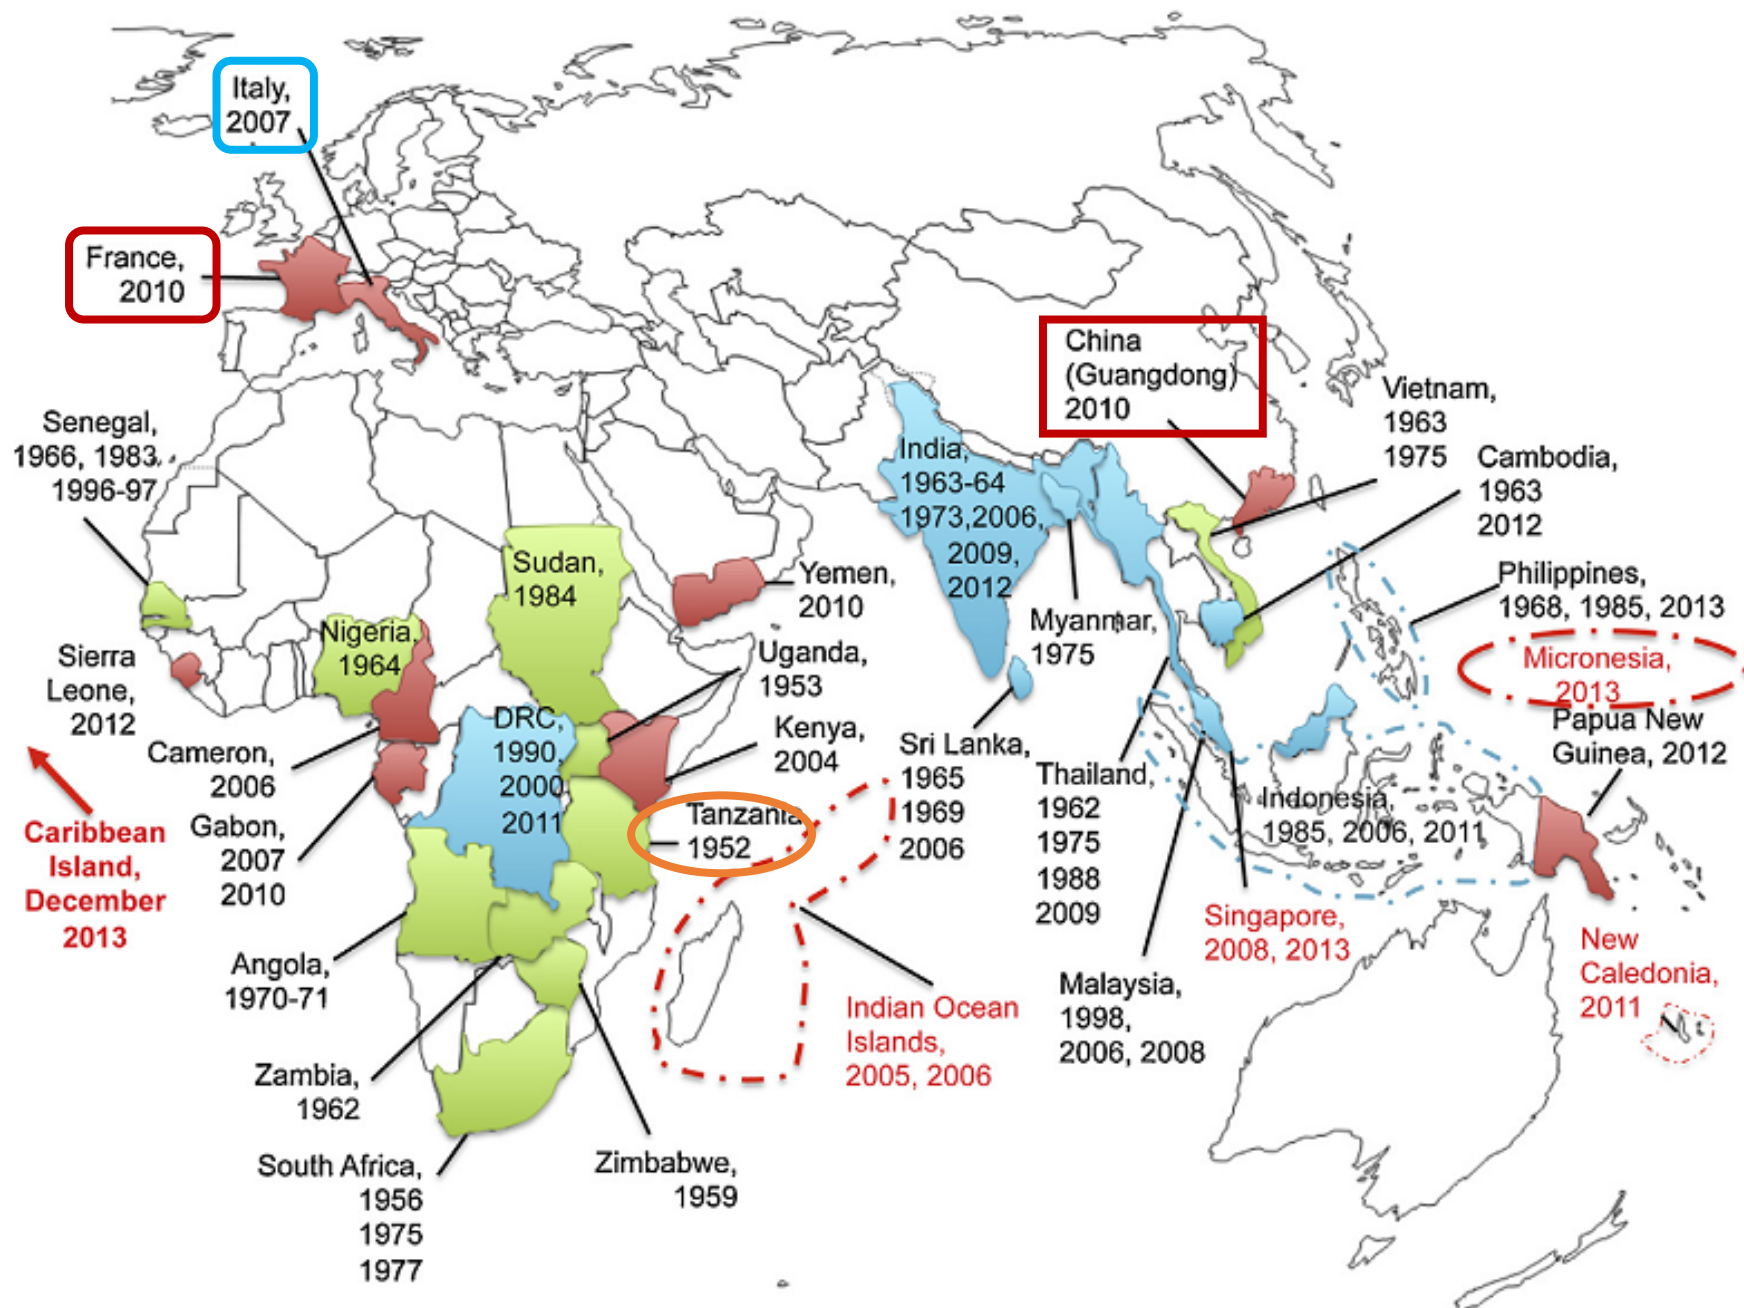 Italy,
2007
France,
2010
China
(Guangdong)
2010
Vietnam,
1963
1975
Cambodia,
1963
2012
Senegal,
1966, 1983,
1996-97
India,
1963-64
1973,2006,
2009,
2012
Sudan,
1984
Yemen,
2010
Philippines,
1968, 1985, 2013
Nigeria,
1964
Myanmar,
1975
Uganda,
1953
Micronesia,
2013
Sierra
Leone,
2012
DRC,
1990,
2000
2011
Kenya,
2004
Papua New
Guinea, 2012
Cameron,
2006
Sri Lanka,
1965
1969
2006
Thailand,
1962
1975
1988
2009
Indonesia,
1985, 2006, 2011
Tanzania
1952
Caribbean
Island,
December
2013
Gabon,
2007
2010
Singapore,
2008, 2013
New
Caledonia,
2011
Angola,
1970-71
Malaysia,
1998,
2006, 2008
Indian Ocean
Islands,
2005, 2006
Zambia,
1962
South Africa,
1956
1975
1977
Zimbabwe,
1959